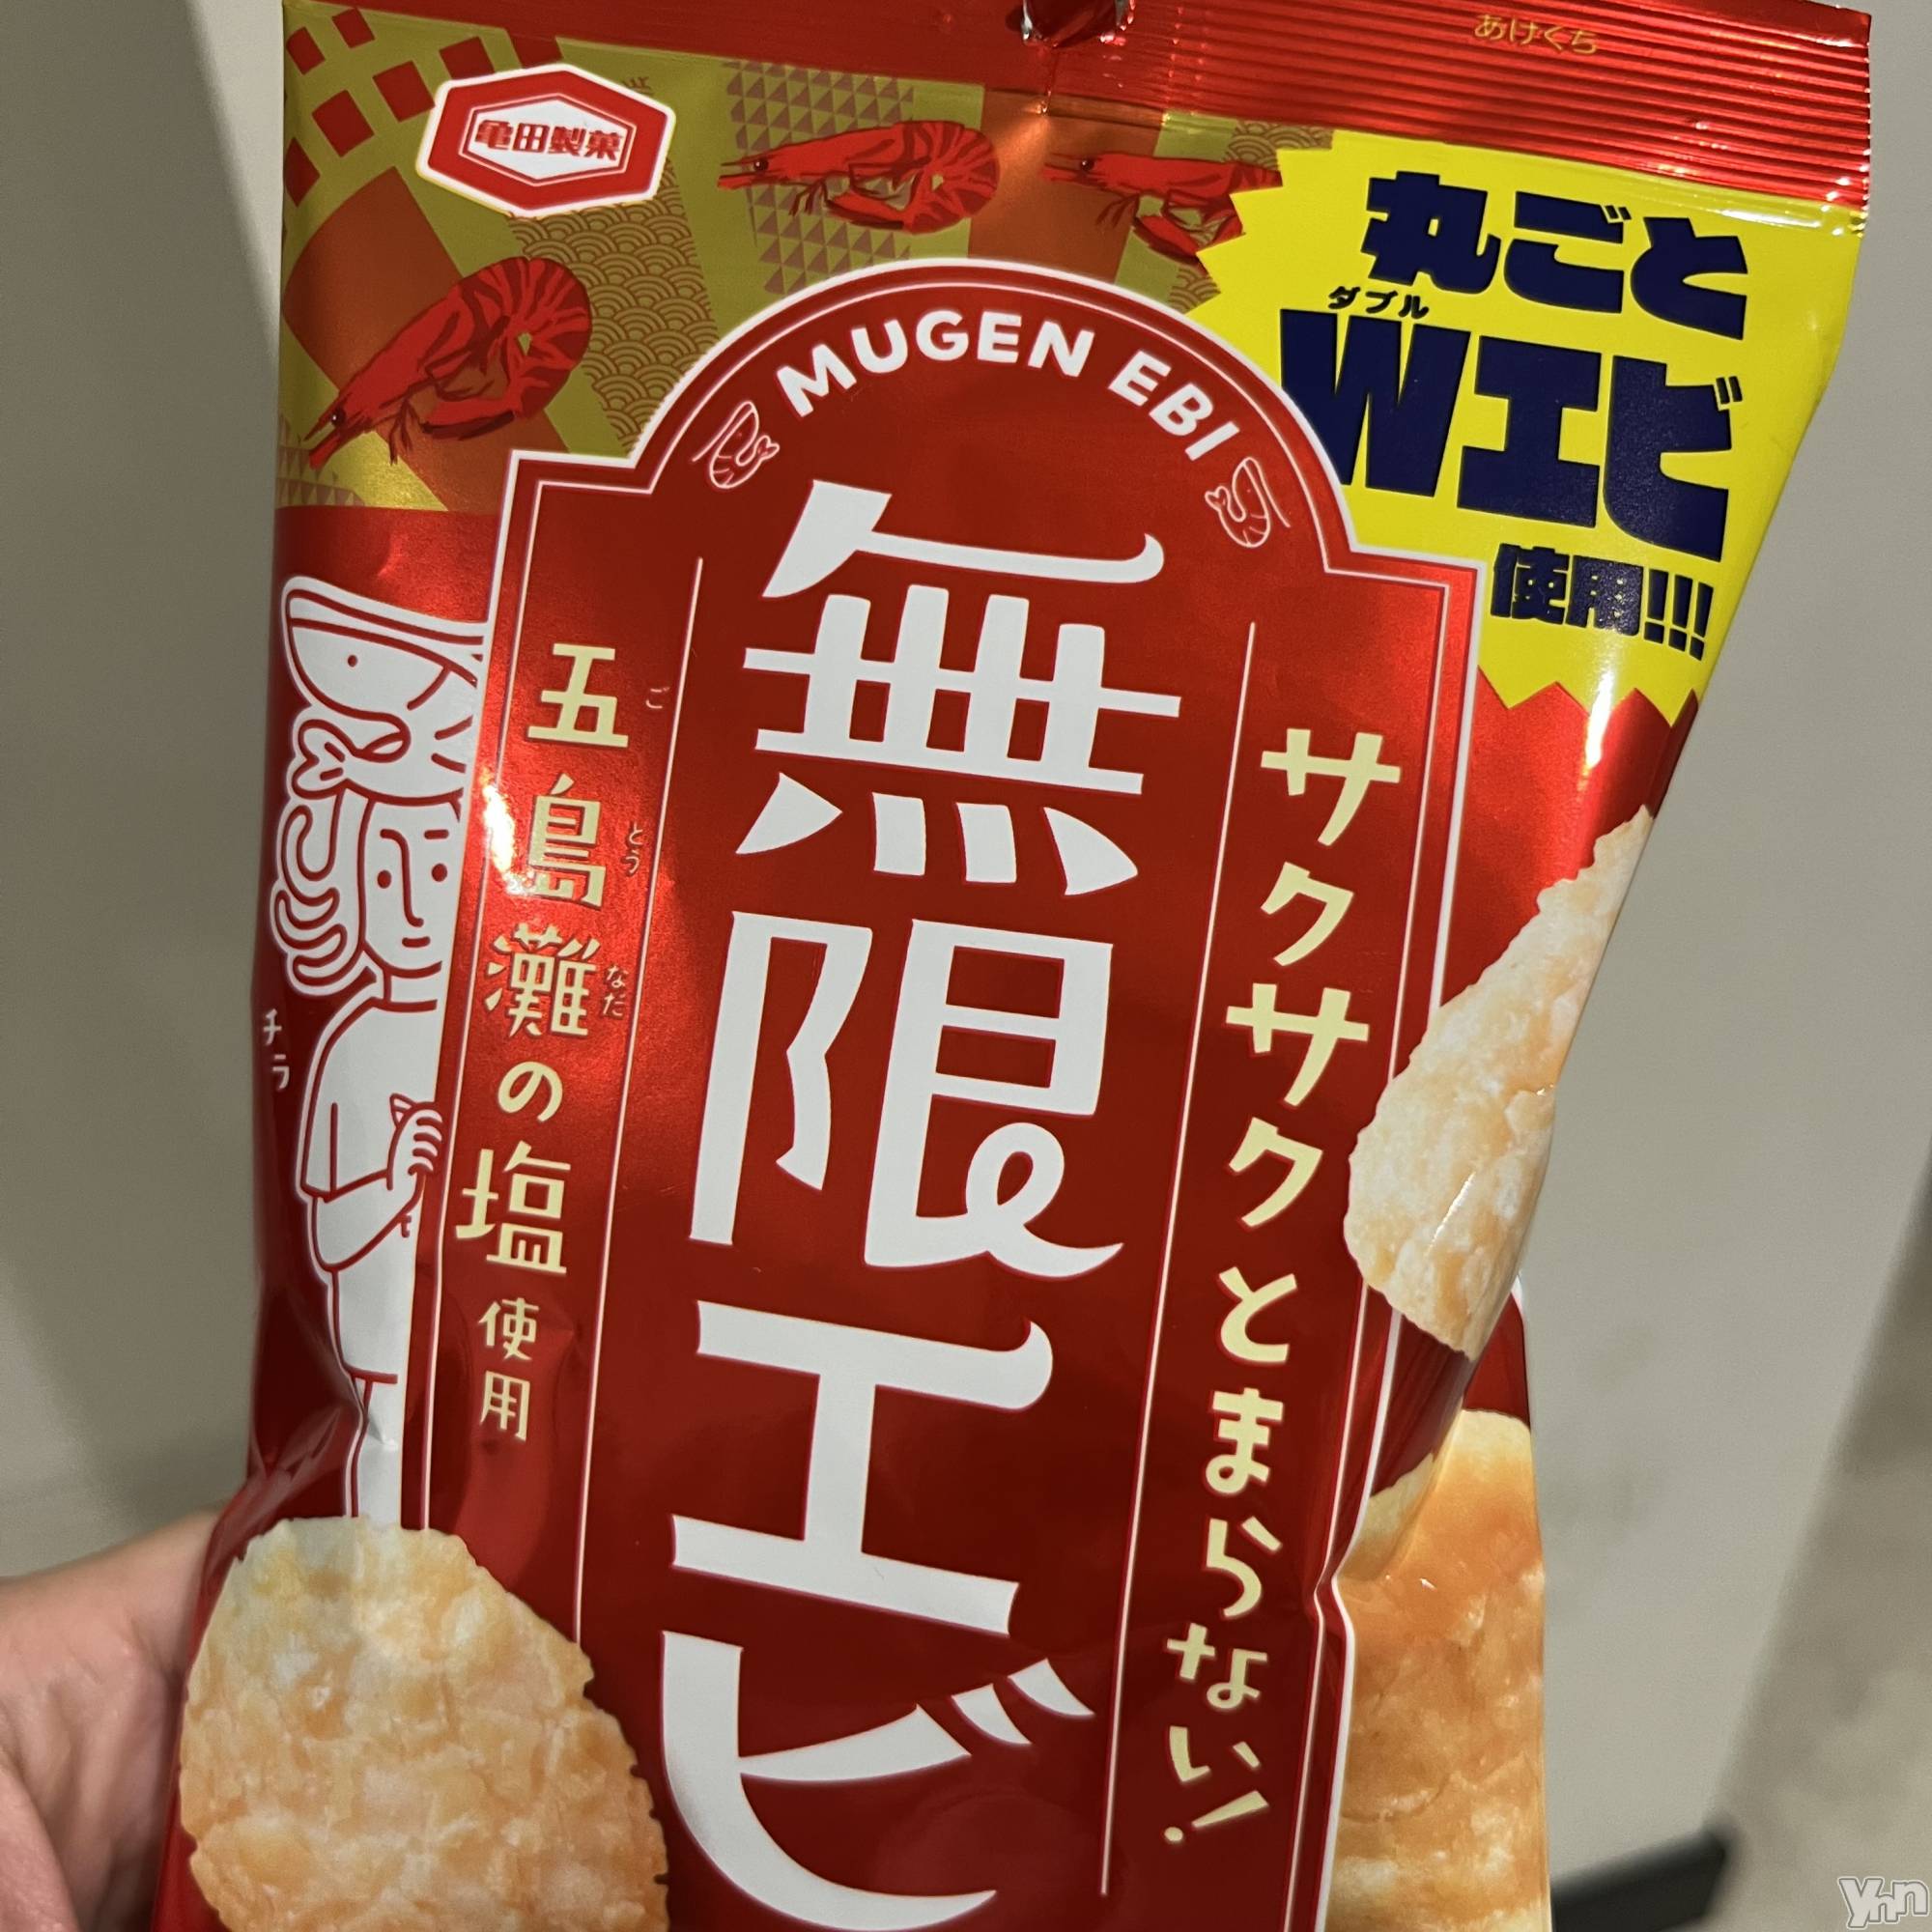 あけくち
亀田製菓
丸ごと
ダブル
Wエビ
使用!!!
MUGEN EBI
サクサクとまらない!
無限エビ
ごとうなだ
五島灘の塩使用
チラ
Ynn